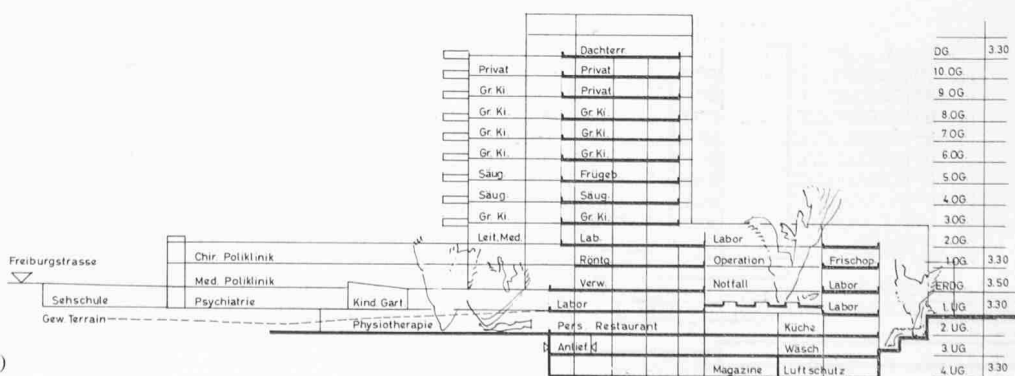 Dachterr. DG. 3.30
Privat Privat 10.OG.
Gr. Ki. Privat 9.OG.
Gr. Ki. Gr. Ki. 8.OG.
Gr. Ki. Gr. Ki. 7.OG.
Gr. Ki. Gr. Ki. 6.OG.
Säug. Frügeb. 5.OG.
Säug. Säug. 4.OG.
Gr. Ki. Gr. Ki. 3.OG.
Leit. Med. Lab. Labor 2.OG.
Freiburgstrasse Chir. Poliklinik Röntg. Operation Frischop. 1.OG. 3.30
Med. Poliklinik Verw. Notfall Labor ERDG. 3.50
Sehschule Psychiatrie Kind.Gart. Labor Labor 1.UG. 3.30
Gew. Terrain Physiotherapie Pers. Restaurant Küche 2.UG.
Anlief. Wäsch. 3.UG.
) Magazine Luftschutz 4.UG. 3.30